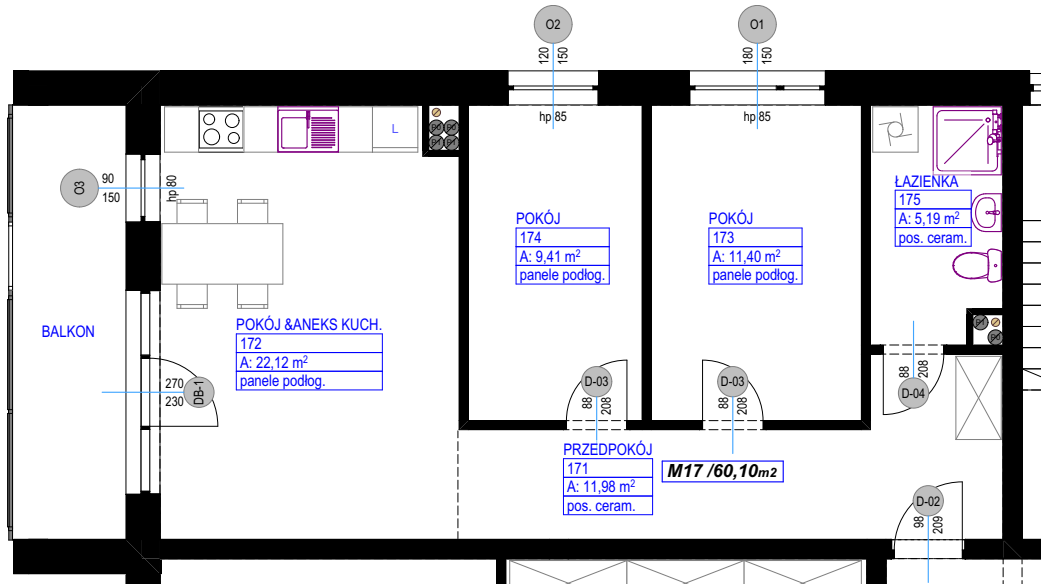 O2
O1
120
150
180
150
hp 85
hp 85
L
O3
90
150
hp 80
ŁAZIENKA
175
A: 5,19 m²
pos. ceram.
POKÓJ
174
A: 9,41 m²
panele podłog.
POKÓJ
173
A: 11,40 m²
panele podłog.
BALKON
POKÓJ &ANEKS KUCH.
172
A: 22,12 m²
panele podłog.
270
230
DB-1
D-03
88
208
D-03
88
208
88
208
D-04
PRZEDPOKÓJ
171
A: 11,98 m²
pos. ceram.
M17 /60,10m2
D-02
98
209